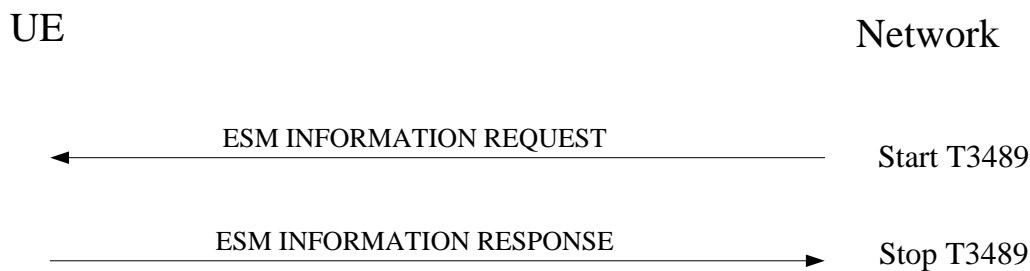 UE
Network
ESM INFORMATION REQUEST
Start T3489
ESM INFORMATION RESPONSE
Stop T3489